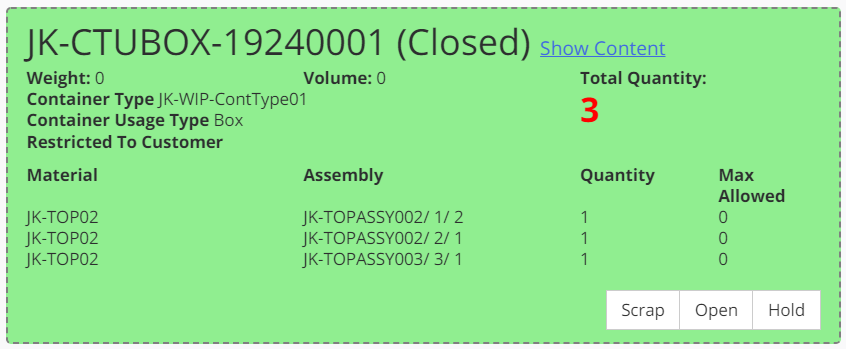 JK-CTUBOX-19240001 (Closed) Show Content
Weight: 0 Volume: 0 Total Quantity:
Container Type JK-WIP-ContType01 3
Container Usage Type Box
Restricted To Customer
Material Assembly Quantity Max Allowed
JK-TOP02 JK-TOPASSY002/ 1/ 2 1 0
JK-TOP02 JK-TOPASSY002/ 2/ 1 1 0
JK-TOP02 JK-TOPASSY003/ 3/ 1 1 0
Scrap Open Hold